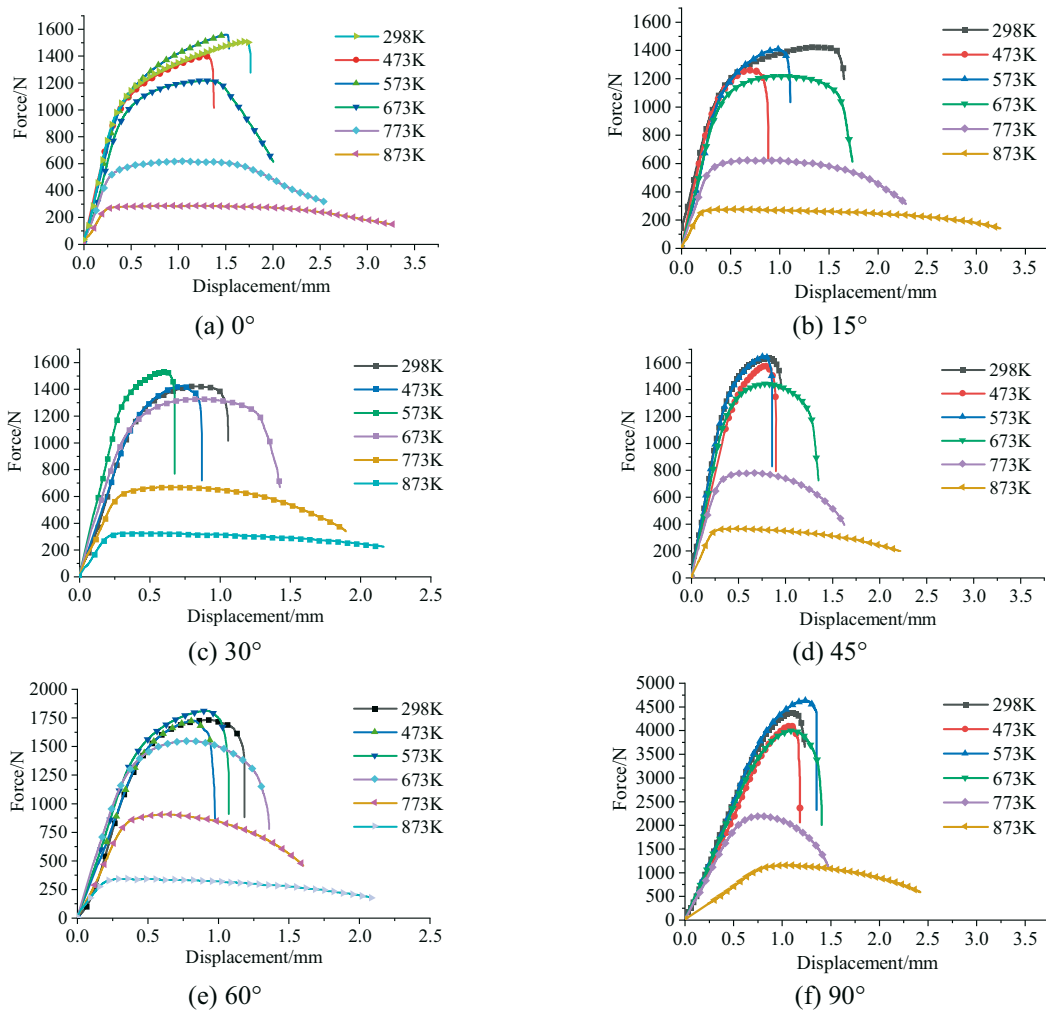 1600
1400
1200
1000
800
600
400
200
0
Force/N
298K
473K
573K
673K
773K
873K
0.0 0.5 1.0 1.5 2.0 2.5 3.0 3.5
Displacement/mm
(a) 0°
1600
1400
1200
1000
800
600
400
200
0
Force/N
298K
473K
573K
673K
773K
873K
0.0 0.5 1.0 1.5 2.0 2.5 3.0 3.5
Displacement/mm
(b) 15°
1600
1400
1200
1000
800
600
400
200
0
Force/N
298K
473K
573K
673K
773K
873K
0.0 0.5 1.0 1.5 2.0 2.5
Displacement/mm
(c) 30°
1600
1400
1200
1000
800
600
400
200
0
Force/N
298K
473K
573K
673K
773K
873K
0.0 0.5 1.0 1.5 2.0 2.5 3.0 3.5
Displacement/mm
(d) 45°
2000
1750
1500
1250
1000
750
500
250
0
Force/N
298K
473K
573K
673K
773K
873K
0.0 0.5 1.0 1.5 2.0 2.5
Displacement/mm
(e) 60°
5000
4500
4000
3500
3000
2500
2000
1500
1000
500
0
Force/N
298K
473K
573K
673K
773K
873K
0.0 0.5 1.0 1.5 2.0 2.5 3.0 3.5
Displacement/mm
(f) 90°